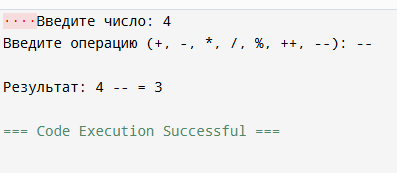 ····Введите число: 4
Введите операцию (+, -, *, /, %, ++, --): --
Результат: 4 -- = 3
=== Code Execution Successful ===